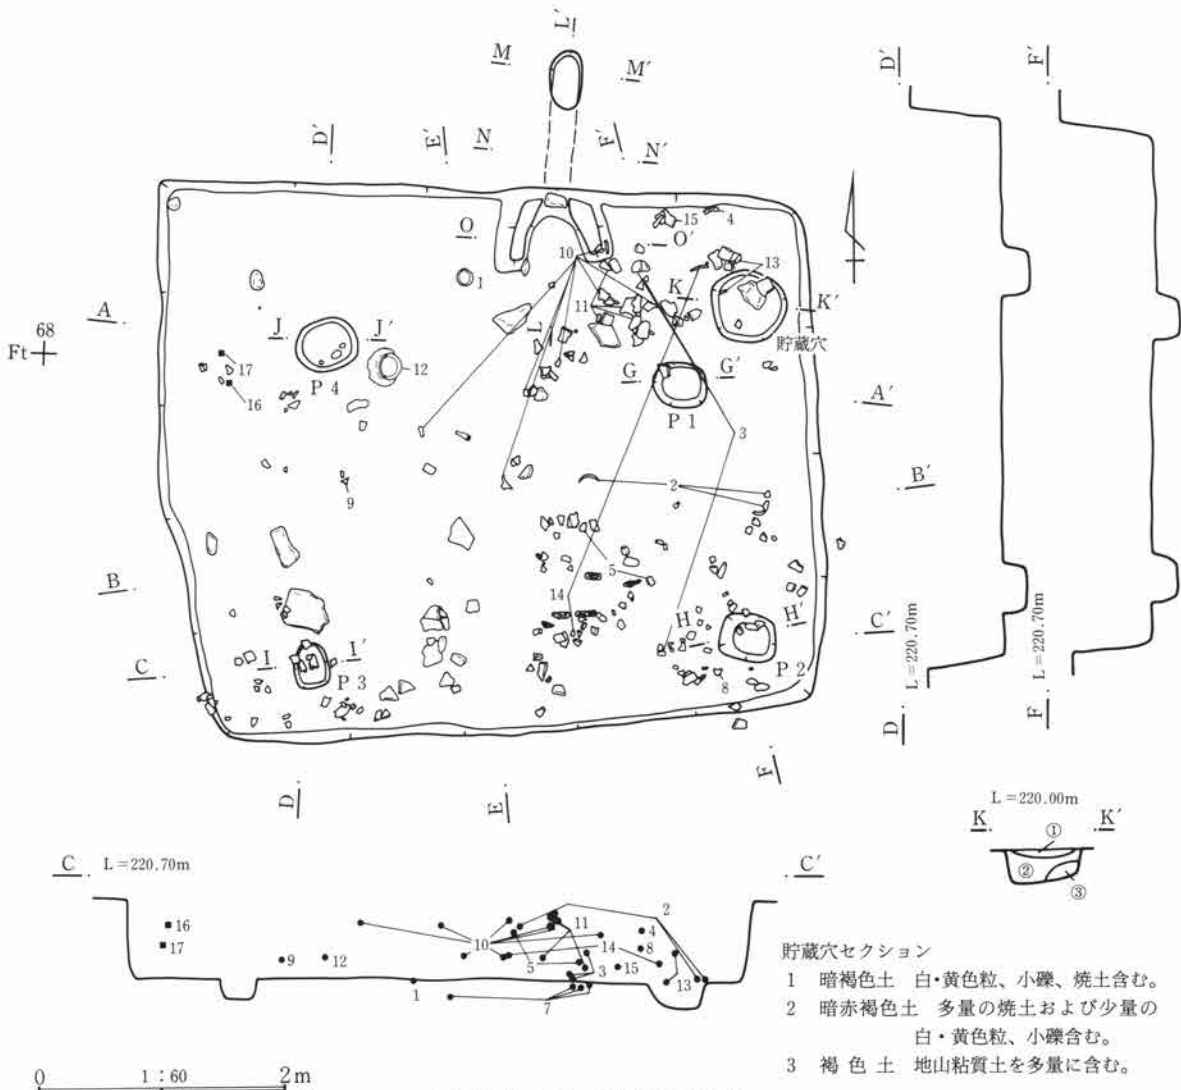 L'
M
M'
D'
E'
N
F'
N'
D'
F'
15
4
O
O'
10
13
1
K
K'
A
11
貯蔵穴
L
J
J'
68
Ft
G
G'
17
12
P 4
16
P 1
A'
3
B'
2
9
5
B
14
H
H'
C'
I
I'
C
P 3
P 2
8
L=220.70m
L=220.70m
D
F
D
E
F
L=220.00m
K
K'
①
②
③
C
L=220.70m
C'
16
17
9
12
10
11
2
4
14
8
5
3
15
13
1
7
貯蔵穴セクション
1 暗褐色土 白・黄色粒、小礫、焼土含む。
2 暗赤褐色土 多量の焼土および少量の
白・黄色粒、小礫含む。
3 褐色土 地山粘質土を多量に含む。
0 1:60 2m